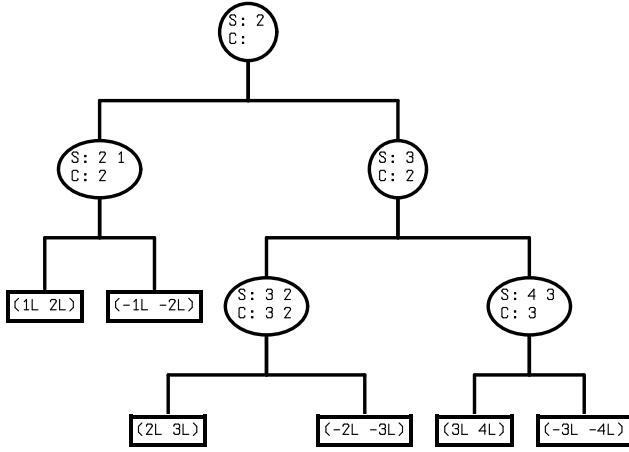 S: 2
C:
S: 2 1
C: 2
S: 3
C: 2
(1L 2L)
(-1L -2L)
S: 3 2
C: 3 2
S: 4 3
C: 3
(2L 3L)
(-2L -3L)
(3L 4L)
(-3L -4L)